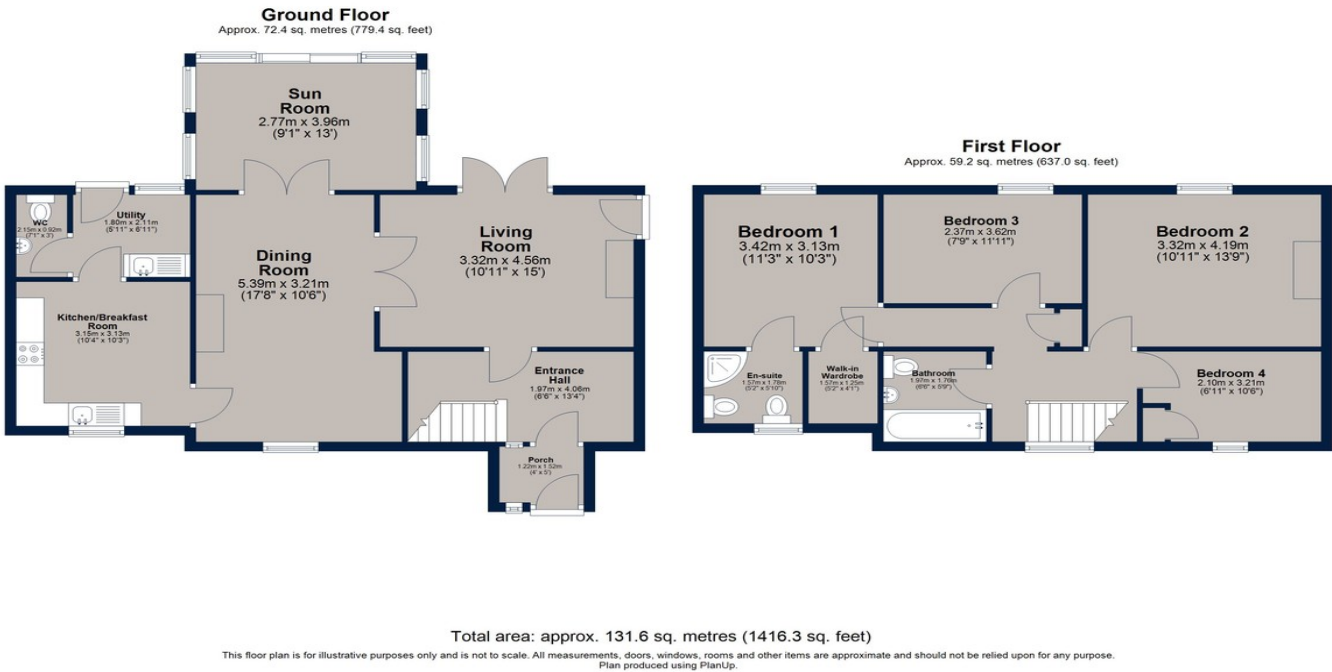 Ground Floor
Approx. 72.4 sq. metres (779.4 sq. feet)
Sun
Room
2.77m x 3.96m
(9'1" x 13')
WC
2.15m x 0.92m
(7'1" x 3')
Utility
1.80m x 2.11m
(5'11" x 6'11")
Dining
Room
5.39m x 3.21m
(17'8" x 10'6")
Living
Room
3.32m x 4.56m
(10'11" x 15')
Kitchen/Breakfast
Room
3.15m x 3.13m
(10'4" x 10'3")
Entrance
Hall
1.97m x 4.06m
(6'6" x 13'4")
Porch
1.22m x 1.52m
(4' x 5')
First Floor
Approx. 59.2 sq. metres (637.0 sq. feet)
Bedroom 1
3.42m x 3.13m
(11'3" x 10'3")
Bedroom 3
2.37m x 3.62m
(7'9" x 11'11")
Bedroom 2
3.32m x 4.19m
(10'11" x 13'9")
En-suite
1.57m x 1.78m
(5'2" x 5'10")
Walk-in
Wardrobe
1.57m x 1.25m
(5'2" x 4'1")
Bathroom
1.97m x 1.76m
(6'6" x 5'9")
Bedroom 4
2.10m x 3.21m
(6'11" x 10'6")
Total area: approx. 131.6 sq. metres (1416.3 sq. feet)
This floor plan is for illustrative purposes only and is not to scale. All measurements, doors, windows, rooms and other items are approximate and should not be relied upon for any purpose.
Plan produced using PlanUp.